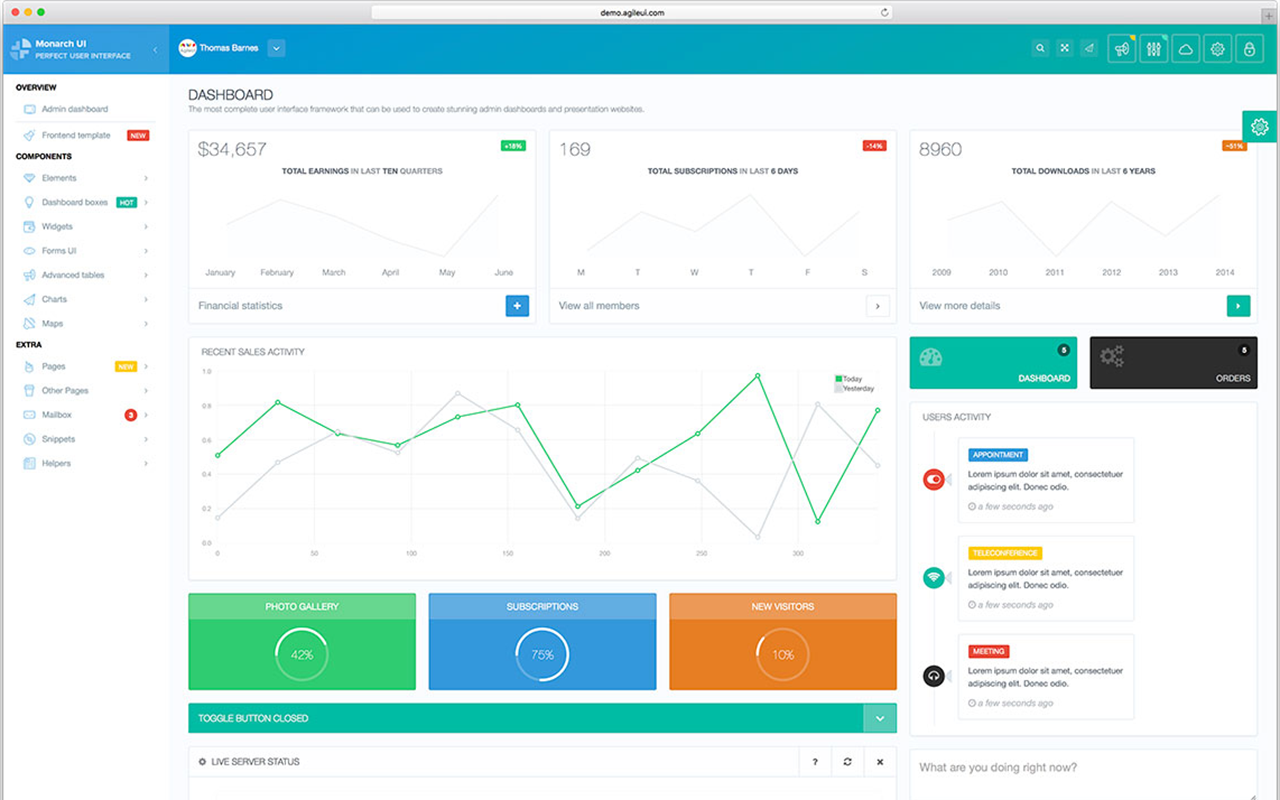 demo.agileui.com
Monarch UI
PERFECT USER INTERFACE
Thomas Barnes
OVERVIEW
Admin dashboard
Frontend template NEW
COMPONENTS
Elements
Dashboard boxes HOT
Widgets
Forms UI
Advanced tables
Charts
Maps
EXTRA
Pages NEW
Other Pages
Mailbox 3
Snippets
Helpers
DASHBOARD
The most complete user interface framework that can be used to create stunning admin dashboards and presentation websites.
$34,657 +18%
TOTAL EARNINGS IN LAST TEN QUARTERS
January February March April May June
Financial statistics
169 -14%
TOTAL SUBSCRIPTIONS IN LAST 6 DAYS
M T W T F S
View all members
8960 -51%
TOTAL DOWNLOADS IN LAST 6 YEARS
2009 2010 2011 2012 2013 2014
View more details
RECENT SALES ACTIVITY
Today
Yesterday
1.0
0.8
0.6
0.4
0.2
0.0
0 50 100 150 200 250 300
5
DASHBOARD
5
ORDERS
USERS ACTIVITY
APPOINTMENT
Lorem ipsum dolor sit amet, consectetuer
adipiscing elit. Donec odio.
a few seconds ago
TELECONFERENCE
Lorem ipsum dolor sit amet, consectetuer
adipiscing elit. Donec odio.
a few seconds ago
MEETING
Lorem ipsum dolor sit amet, consectetuer
adipiscing elit. Donec odio.
a few seconds ago
PHOTO GALLERY
42%
SUBSCRIPTIONS
75%
NEW VISITORS
10%
TOGGLE BUTTON CLOSED
LIVE SERVER STATUS ?
What are you doing right now?